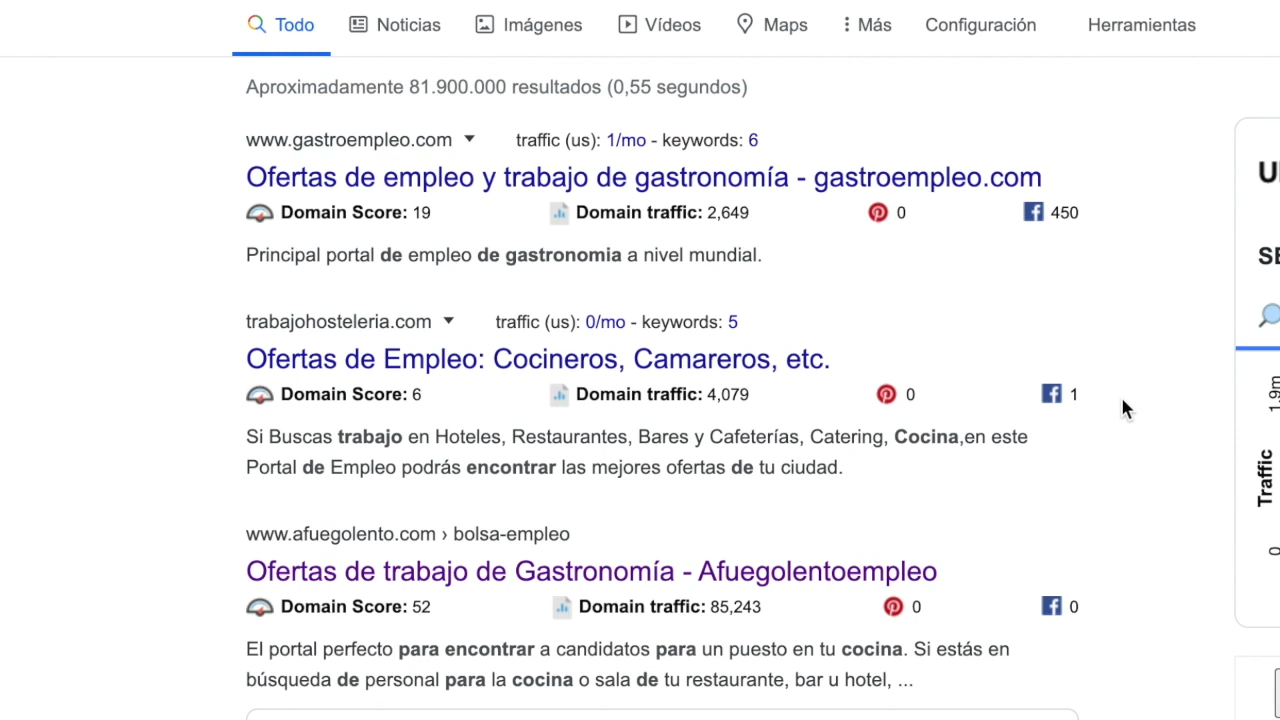 Todo Noticias Imágenes Vídeos Maps Más Configuración Herramientas
Aproximadamente 81.900.000 resultados (0,55 segundos)
www.gastroempleo.com traffic (us): 1/mo - keywords: 6
Ofertas de empleo y trabajo de gastronomía - gastroempleo.com
Domain Score: 19 Domain traffic: 2,649 0 450
Principal portal de empleo de gastronomia a nivel mundial.
trabajohosteleria.com traffic (us): 0/mo - keywords: 5
Ofertas de Empleo: Cocineros, Camareros, etc.
Domain Score: 6 Domain traffic: 4,079 0 1
Si Buscas trabajo en Hoteles, Restaurantes, Bares y Cafeterías, Catering, Cocina,en este
Portal de Empleo podrás encontrar las mejores ofertas de tu ciudad.
www.afuegolento.com › bolsa-empleo
Ofertas de trabajo de Gastronomía - Afuegolentoempleo
Domain Score: 52 Domain traffic: 85,243 0 0
El portal perfecto para encontrar a candidatos para un puesto en tu cocina. Si estás en
búsqueda de personal para la cocina o sala de tu restaurante, bar u hotel, ...
1.9m
Traffic
0